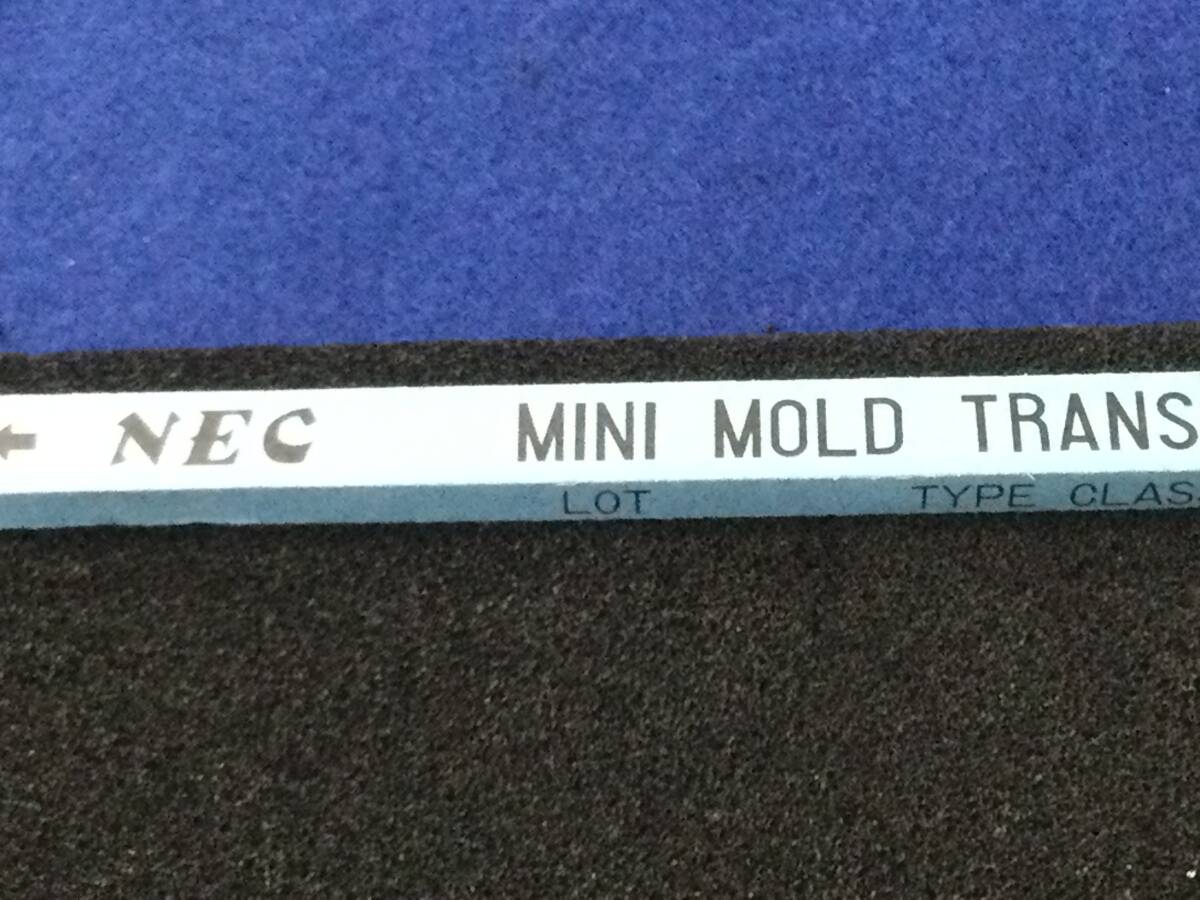 ← NEC MINI MOLD TRANS
LOT TYPE CLAS